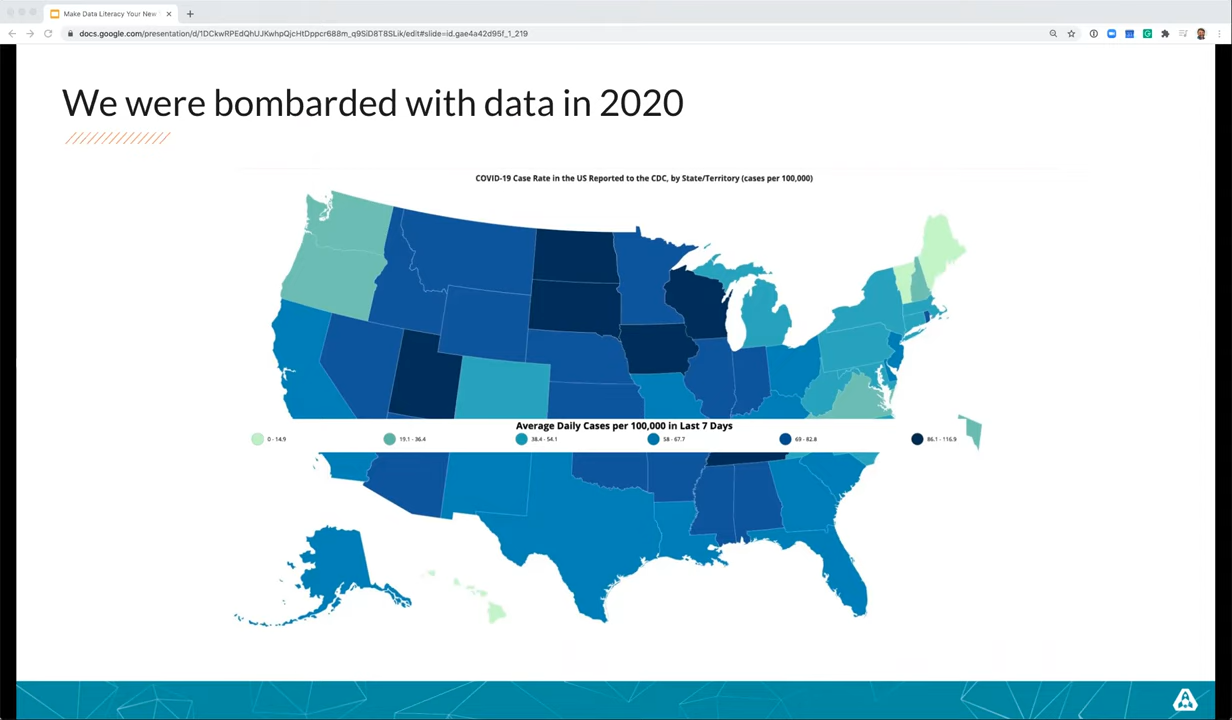 Make Data Literacy Your New
docs.google.com/presentation/d/1DCkwRPEdQhUJKwhpQjcHtDppcr688m_q9SiD8T8SLik/edit#slide=id.gae4a42d95f_1_219
We were bombarded with data in 2020
COVID-19 Case Rate in the US Reported to the CDC, by State/Territory (cases per 100,000)
Average Daily Cases per 100,000 in Last 7 Days
0 - 14.9 19.1 - 36.4 38.4 - 54.1 58 - 67.7 69 - 82.8 86.1 - 116.9